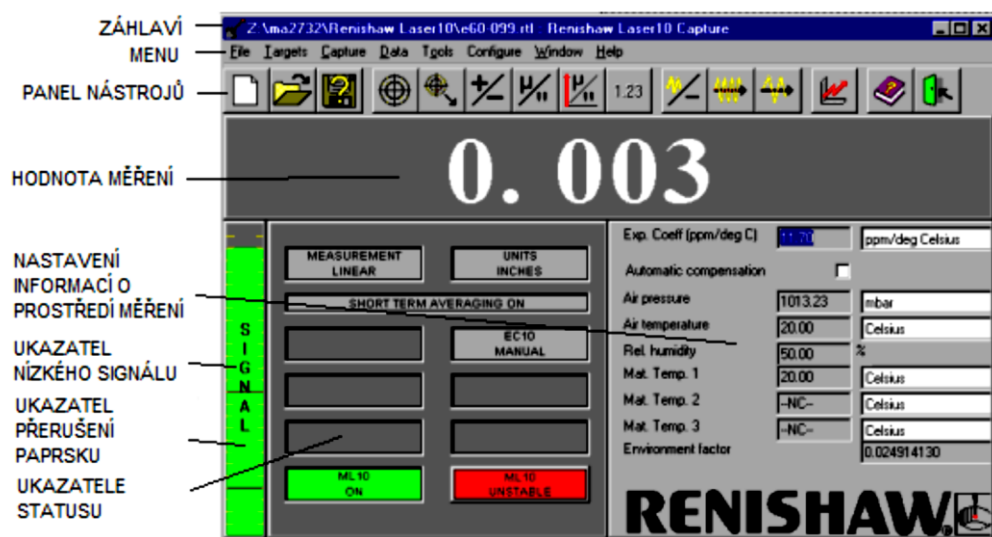 ZÁHLAVÍ
MENU
PANEL NÁSTROJŮ
HODNOTA MĚŘENÍ
NASTAVENÍ
INFORMACÍ O
PROSTŘEDÍ MĚŘENÍ
UKAZATEL
NÍZKÉHO SIGNÁLU
UKAZATEL
PŘERUŠENÍ
PAPRSKU
UKAZATELE
STATUSU
Z:\ma2732\Renishaw Laser10\e60-099.rtl - Renishaw Laser10 Capture
File Targets Capture Data Tools Configure Window Help
1.23
0. 003
SIGNAL
MEASUREMENT
LINEAR
UNITS
INCHES
SHORT TERM AVERAGING ON
EC10
MANUAL
ML10
ON
ML10
UNSTABLE
Exp. Coeff (ppm/deg C) 11.70 ppm/deg Celsius
Automatic compensation
Air pressure 1013.23 mbar
Air temperature 20.00 Celsius
Rel. humidity 50.00 %
Mat. Temp. 1 20.00 Celsius
Mat. Temp. 2 --NC-- Celsius
Mat. Temp. 3 --NC-- Celsius
Environment factor 0.024914130
RENISHAW